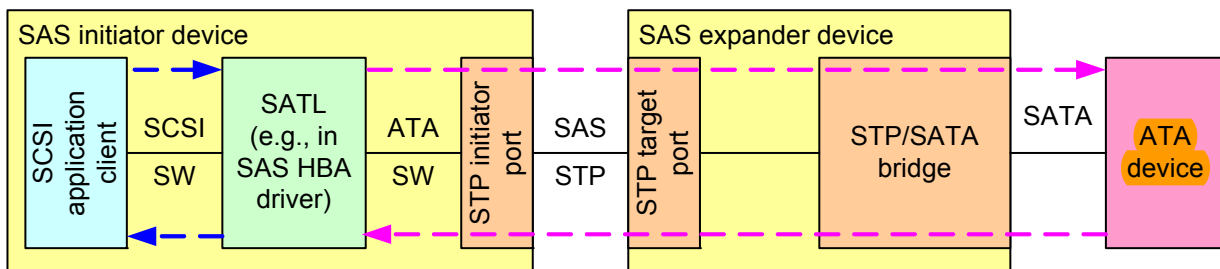 SAS initiator device
SCSI
application
client
SCSI
SW
SATL
(e.g., in
SAS HBA
driver)
ATA
SW
STP initiator
port
SAS
STP
SAS expander device
STP target
port
STP/SATA
bridge
SATA
ATA
device